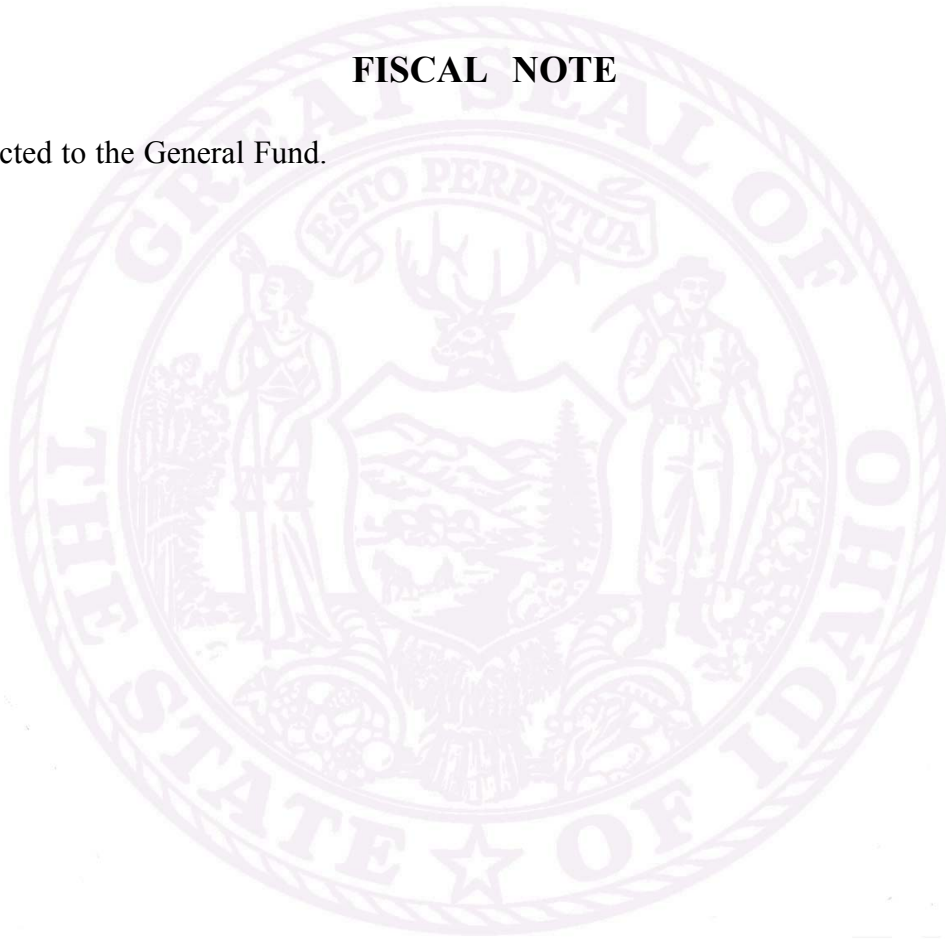 FISCAL NOTE
cted to the General Fund.
GREAT SEAL OF
ESTO PERPETUA
THE STATE ★ OF IDAHO